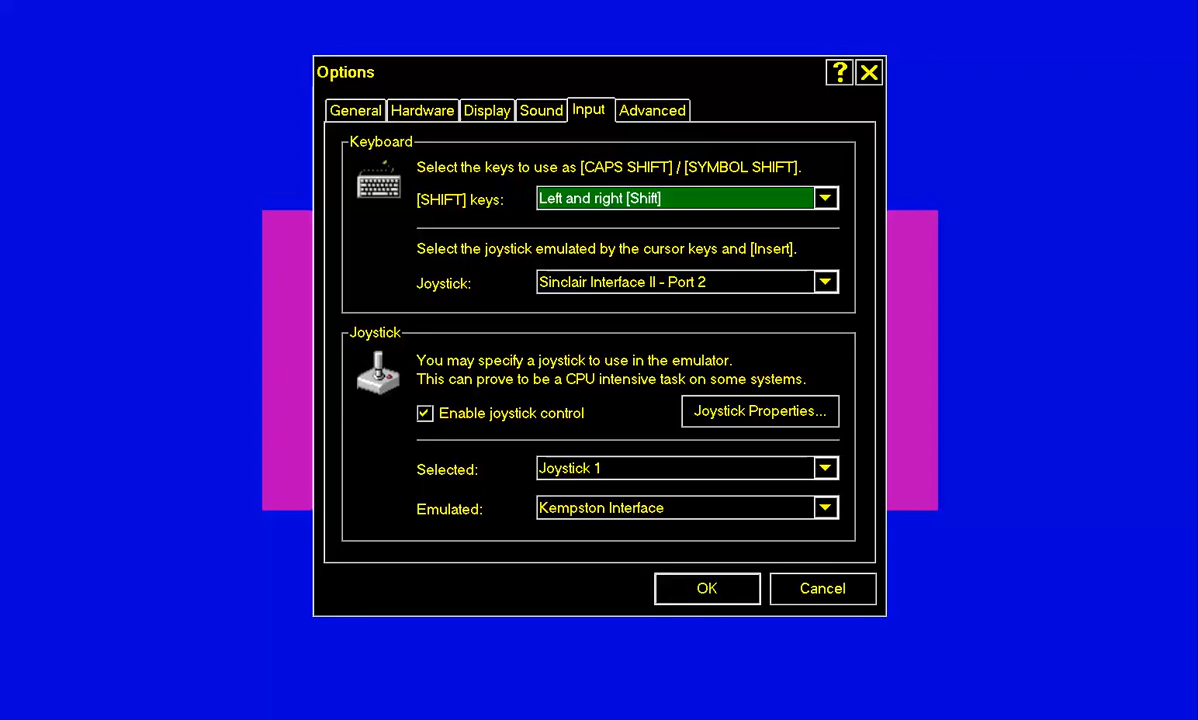 Options
?
General Hardware Display Sound Input Advanced
Keyboard
Select the keys to use as [CAPS SHIFT] / [SYMBOL SHIFT].
[SHIFT] keys: Left and right [Shift]
Select the joystick emulated by the cursor keys and [Insert].
Joystick: Sinclair Interface II - Port 2
Joystick
You may specify a joystick to use in the emulator.
This can prove to be a CPU intensive task on some systems.
Enable joystick control Joystick Properties...
Selected: Joystick 1
Emulated: Kempston Interface
OK Cancel